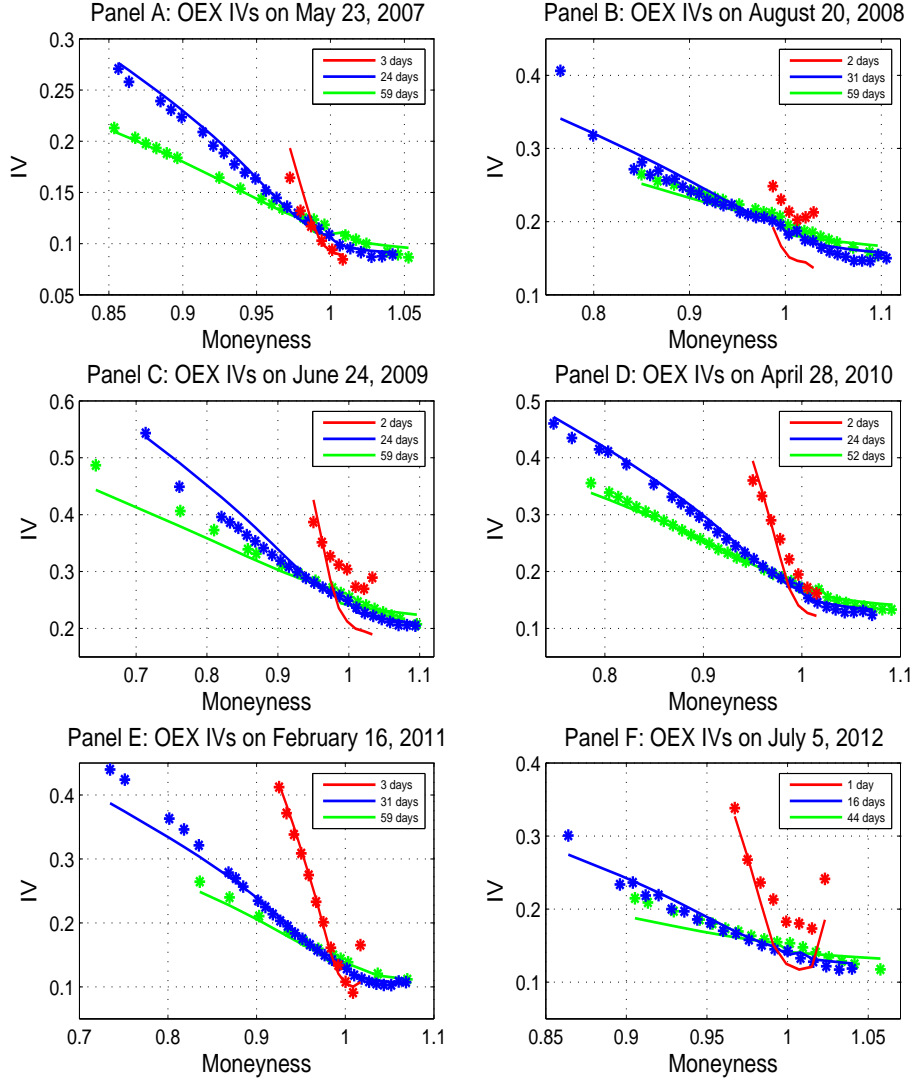 Panel A: OEX IVs on May 23, 2007
0.3
0.25
0.2
0.15
0.1
0.05
IV
0.85 0.9 0.95 1 1.05
Moneyness
3 days
24 days
59 days
Panel B: OEX IVs on August 20, 2008
0.4
0.3
0.2
0.1
IV
0.8 0.9 1 1.1
Moneyness
2 days
31 days
59 days
Panel C: OEX IVs on June 24, 2009
0.6
0.5
0.4
0.3
0.2
IV
0.7 0.8 0.9 1 1.1
Moneyness
2 days
24 days
59 days
Panel D: OEX IVs on April 28, 2010
0.5
0.4
0.3
0.2
0.1
IV
0.8 0.9 1 1.1
Moneyness
2 days
24 days
52 days
Panel E: OEX IVs on February 16, 2011
0.4
0.3
0.2
0.1
IV
0.7 0.8 0.9 1 1.1
Moneyness
3 days
31 days
59 days
Panel F: OEX IVs on July 5, 2012
0.4
0.3
0.2
0.1
IV
0.85 0.9 0.95 1 1.05
Moneyness
1 day
16 days
44 days